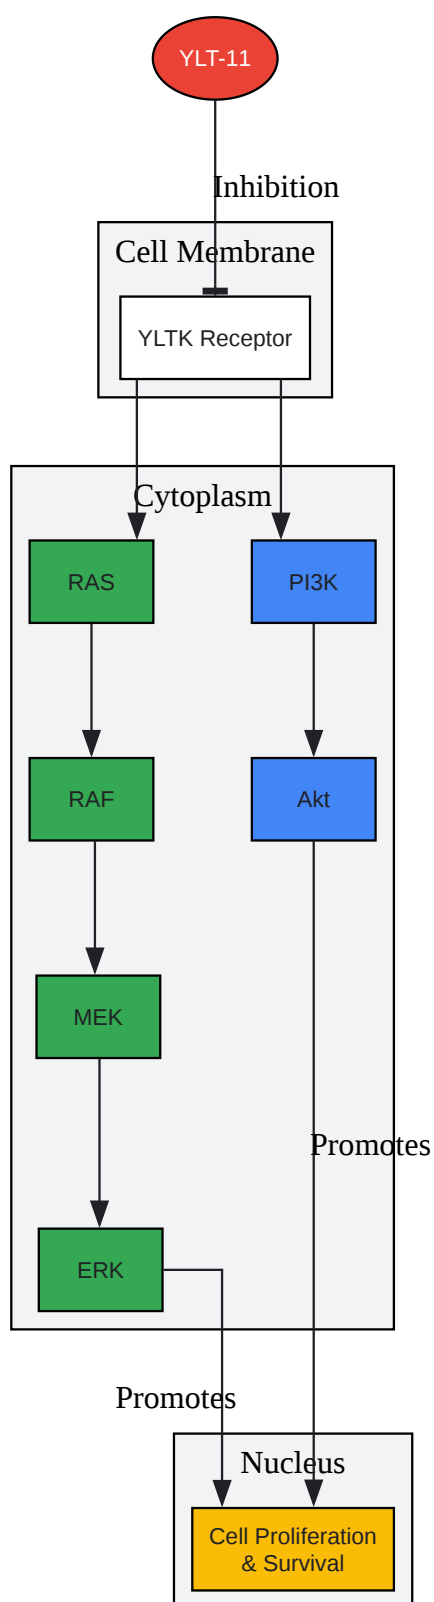 YLT-11
Inhibition
Cell Membrane
YLTK Receptor
Cytoplasm
RAS
PI3K
RAF
Akt
MEK
Promotes
ERK
Promotes
Nucleus
Cell Proliferation
& Survival